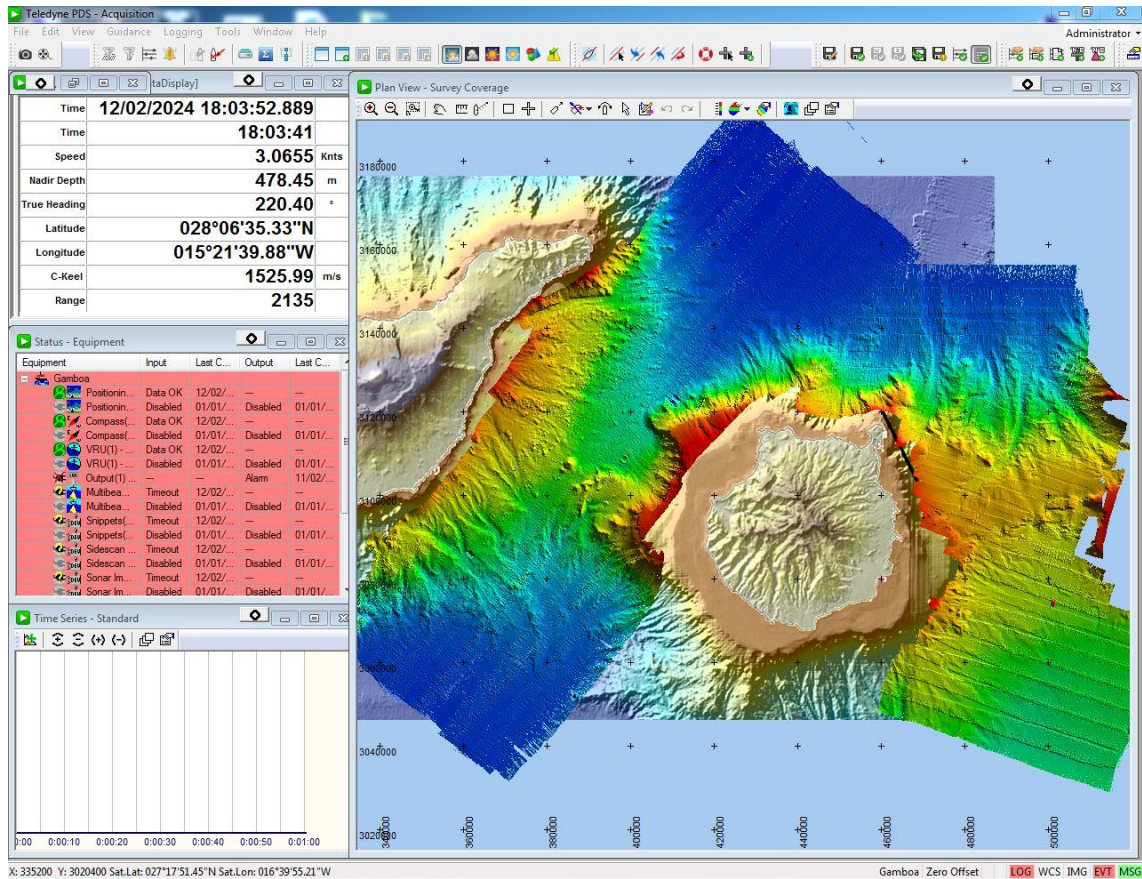 Teledyne PDS - Acquisition
File Edit View Guidance Logging Tools Window Help
Administrator
taDisplay]
Time 12/02/2024 18:03:52.889
Time 18:03:41
Speed 3.0655 Knts
Nadir Depth 478.45 m
True Heading 220.40 °
Latitude 028°06'35.33"N
Longitude 015°21'39.88"W
C-Keel 1525.99 m/s
Range 2135
Status - Equipment
Equipment Input Last C... Output Last C...
Gamboa
Positionin... Data OK 12/02/... --- ---
Positionin... Disabled 01/01/... Disabled 01/01/...
Compass(... Data OK 12/02/... --- ---
Compass(... Disabled 01/01/... Disabled 01/01/...
VRU(1) - ... Data OK 12/02/... --- ---
VRU(1) - ... Disabled 01/01/... Disabled 01/01/...
Output(1) ... --- --- Alarm 11/02/...
Multibea... Timeout 12/02/... --- ---
Multibea... Disabled 01/01/... Disabled 01/01/...
Snippets(... Timeout 12/02/... --- ---
Snippets(... Disabled 01/01/... Disabled 01/01/...
Sidescan ... Timeout 12/02/... --- ---
Sidescan ... Disabled 01/01/... Disabled 01/01/...
Sonar Im... Timeout 12/02/... --- ---
Sonar Im... Disabled 01/01/... Disabled 01/01/...
Time Series - Standard
0:00 0:00:10 0:00:20 0:00:30 0:00:40 0:00:50 0:01:00
Plan View - Survey Coverage
3180000
3160000
3140000
3120000
3100000
3080000
3060000
3040000
3020000
340000 360000 380000 400000 420000 440000 460000 480000 500000
X: 335200 Y: 3020400 Sat.Lat: 027°17'51.45"N Sat.Lon: 016°39'55.21"W
Gamboa Zero Offset LOG WCS IMG EVT MSG